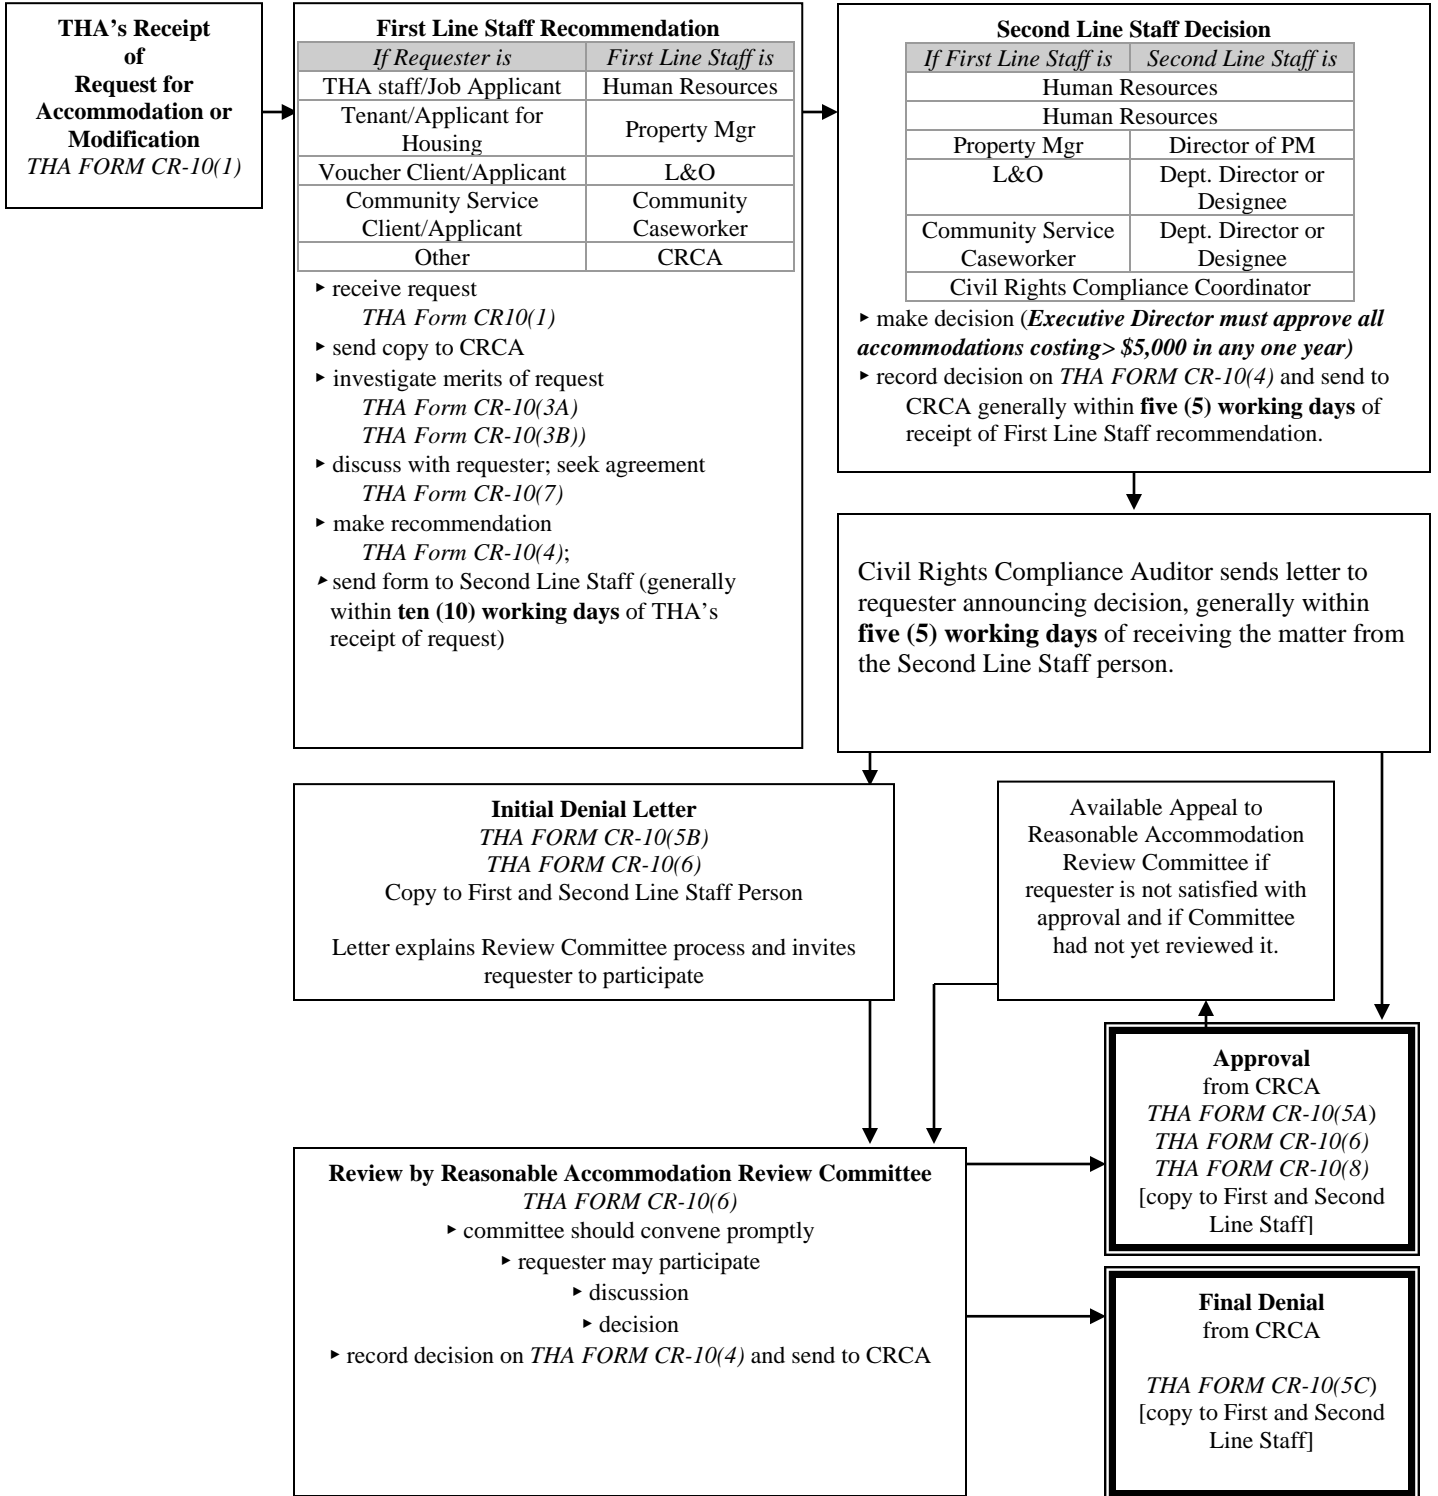 THA's Receipt
of
Request for
Accommodation or
Modification
THA FORM CR-10(1)
First Line Staff Recommendation
If Requester is First Line Staff is
THA staff/Job Applicant Human Resources
Tenant/Applicant for
Housing
Property Mgr
Voucher Client/Applicant L&O
Community Service
Client/Applicant
Community
Caseworker
Other CRCA
▸ receive request
THA Form CR10(1)
▸ send copy to CRCA
▸ investigate merits of request
THA Form CR-10(3A)
THA Form CR-10(3B))
▸ discuss with requester; seek agreement
THA Form CR-10(7)
▸ make recommendation
THA Form CR-10(4);
▸ send form to Second Line Staff (generally
within ten (10) working days of THA's
receipt of request)
Second Line Staff Decision
If First Line Staff is Second Line Staff is
Human Resources
Human Resources
Property Mgr Director of PM
L&O
Dept. Director or
Designee
Community Service
Caseworker
Dept. Director or
Designee
Civil Rights Compliance Coordinator
▸ make decision (Executive Director must approve all
accommodations costing> $5,000 in any one year)
▸ record decision on THA FORM CR-10(4) and send to
CRCA generally within five (5) working days of
receipt of First Line Staff recommendation.
Civil Rights Compliance Auditor sends letter to
requester announcing decision, generally within
five (5) working days of receiving the matter from
the Second Line Staff person.
Initial Denial Letter
THA FORM CR-10(5B)
THA FORM CR-10(6)
Copy to First and Second Line Staff Person
Letter explains Review Committee process and invites
requester to participate
Available Appeal to
Reasonable Accommodation
Review Committee if
requester is not satisfied with
approval and if Committee
had not yet reviewed it.
Approval
from CRCA
THA FORM CR-10(5A)
THA FORM CR-10(6)
THA FORM CR-10(8)
[copy to First and Second
Line Staff]
Review by Reasonable Accommodation Review Committee
THA FORM CR-10(6)
▸ committee should convene promptly
▸ requester may participate
▸ discussion
▸ decision
▸ record decision on THA FORM CR-10(4) and send to CRCA
Final Denial
from CRCA
THA FORM CR-10(5C)
[copy to First and Second
Line Staff]